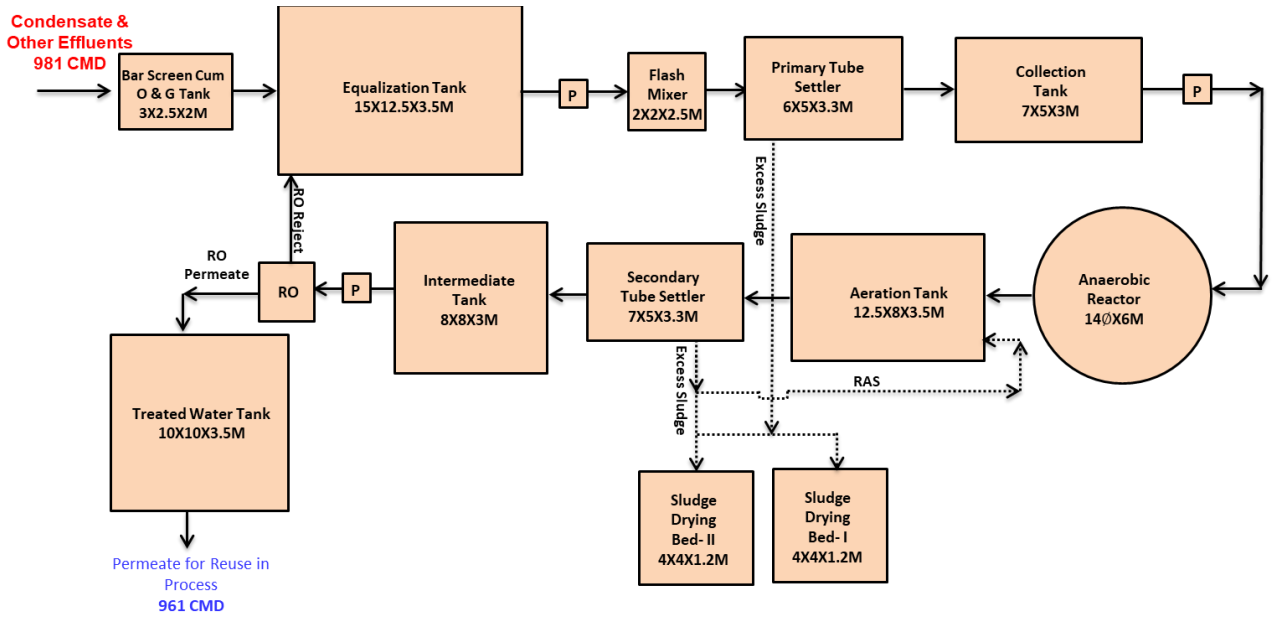 Condensate &
Other Effluents
981 CMD
Bar Screen Cum
O & G Tank
3X2.5X2M
Equalization Tank
15X12.5X3.5M
P
Flash
Mixer
2X2X2.5M
Primary Tube
Settler
6X5X3.3M
Collection
Tank
7X5X3M
P
Excess Sludge
RO Reject
RO
Permeate
RO
P
Intermediate
Tank
8X8X3M
Secondary
Tube Settler
7X5X3.3M
Aeration Tank
12.5X8X3.5M
Anaerobic
Reactor
14∅X6M
Excess Sludge
RAS
Treated Water Tank
10X10X3.5M
Sludge
Drying
Bed- II
4X4X1.2M
Sludge
Drying
Bed- I
4X4X1.2M
Permeate for Reuse in
Process
961 CMD